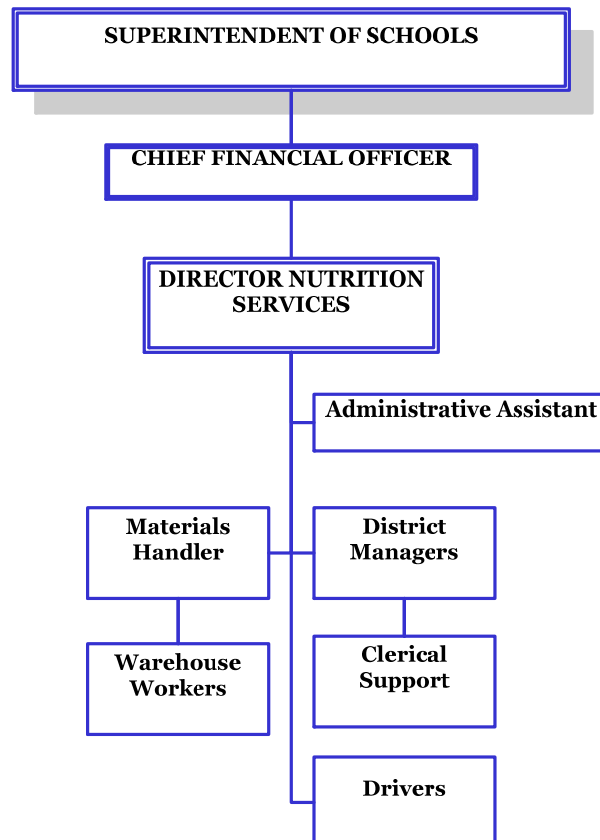 SUPERINTENDENT OF SCHOOLS
CHIEF FINANCIAL OFFICER
DIRECTOR NUTRITION
SERVICES
Administrative Assistant
Materials
Handler
District
Managers
Warehouse
Workers
Clerical
Support
Drivers